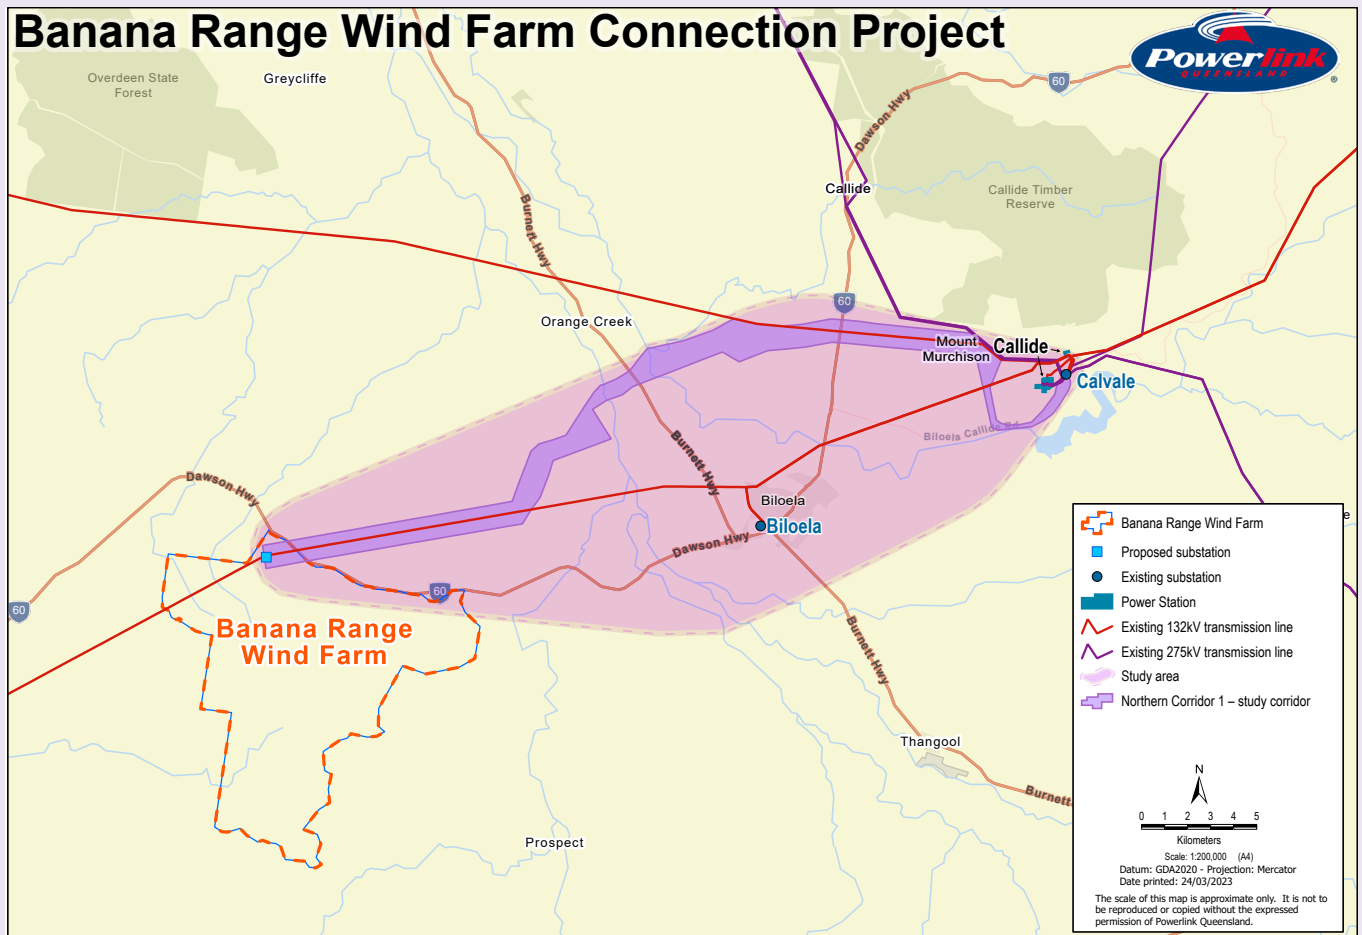 Banana Range Wind Farm Connection Project
Powerlink
QUEENSLAND
®
Overdeen State
Forest
Greycliffe
60
Dawson Hwy
Callide
Callide Timber
Reserve
Burnett Hwy
60
Orange Creek
Mount
Murchison
Callide
Calvale
Biloela Callide Rd
Burnett Hwy
Dawson Hwy
Biloela
Biloela
Dawson Hwy
60
60
Banana Range
Wind Farm
Burnett Hwy
Thangool
Burnett
Prospect
e
Banana Range Wind Farm
Proposed substation
Existing substation
Power Station
Existing 132kV transmission line
Existing 275kV transmission line
Study area
Northern Corridor 1 – study corridor
N
0 1 2 3 4 5
Kilometers
Scale: 1:200,000 (A4)
Datum: GDA2020 - Projection: Mercator
Date printed: 24/03/2023
The scale of this map is approximate only. It is not to
be reproduced or copied without the expressed
permission of Powerlink Queensland.